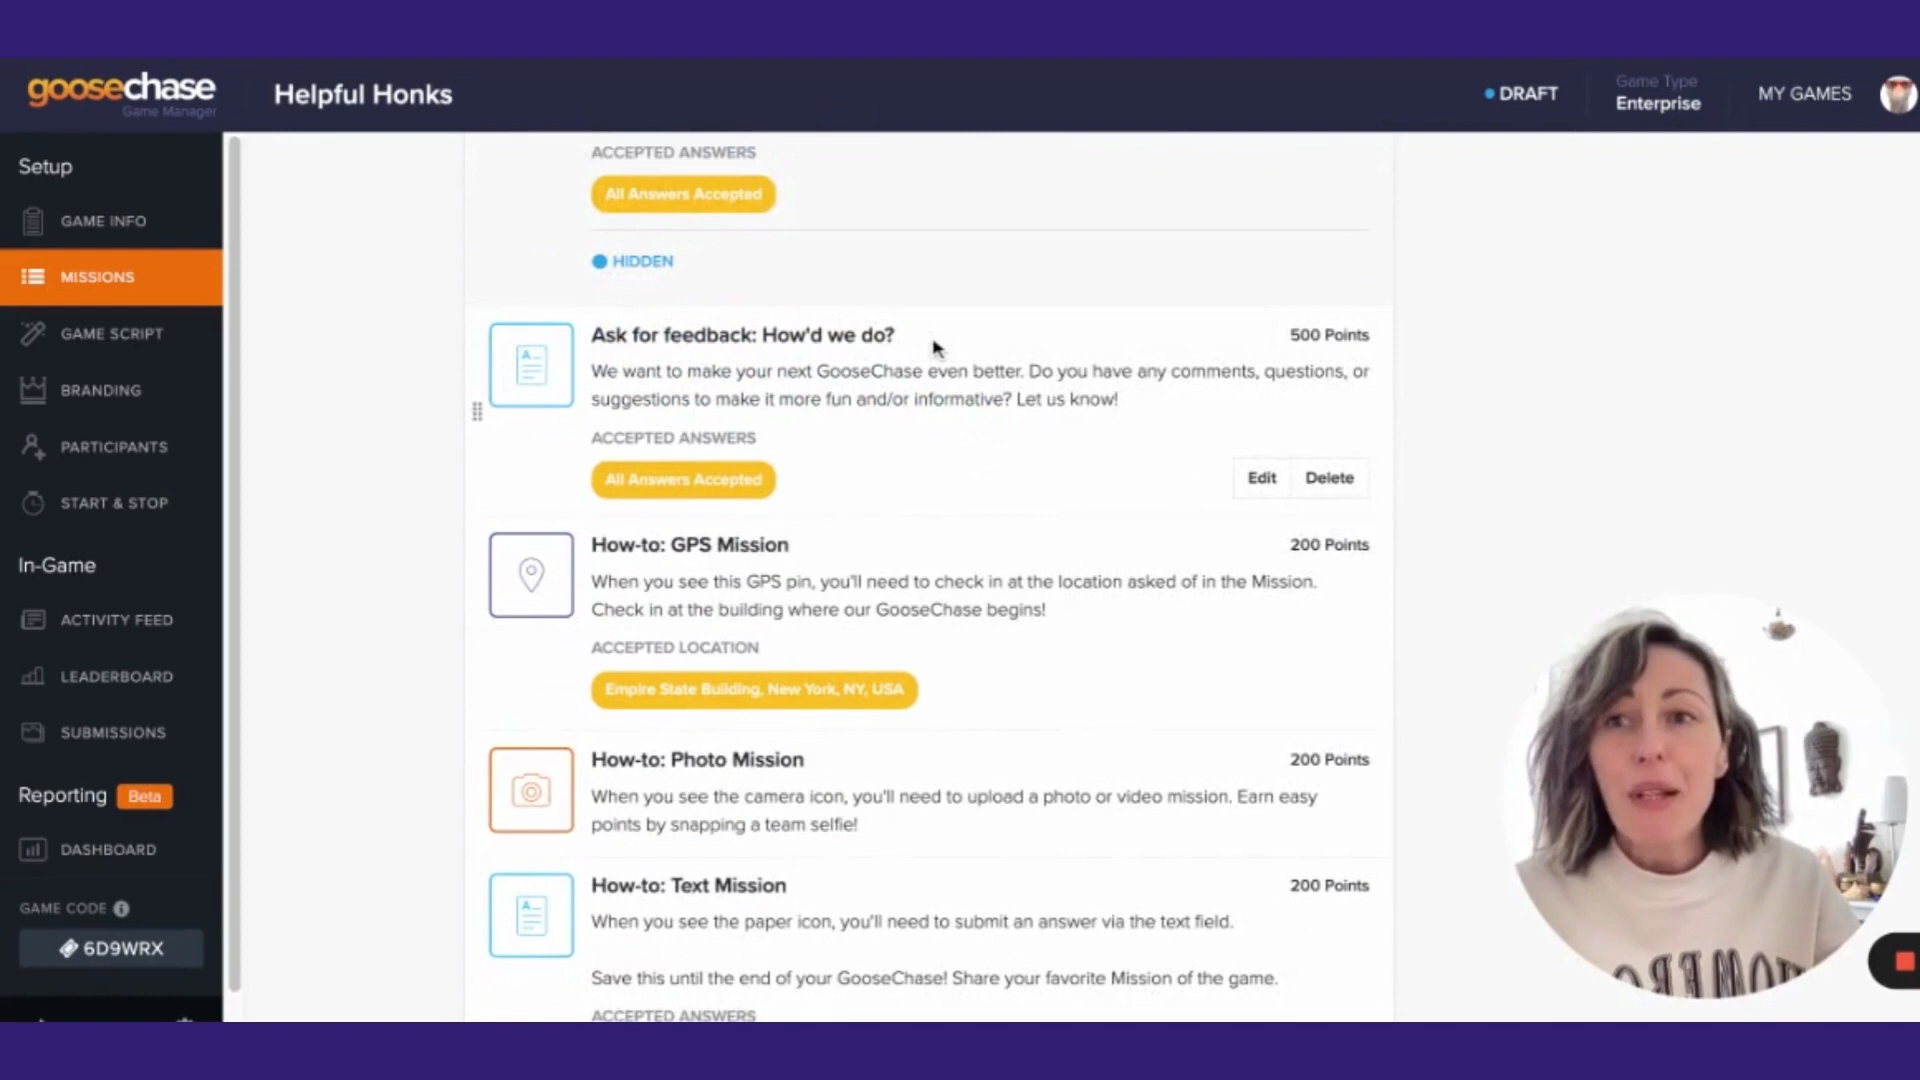 goosechase
Game Manager
Helpful Honks
DRAFT
Game Type
Enterprise
MY GAMES
Setup
GAME INFO
MISSIONS
GAME SCRIPT
BRANDING
PARTICIPANTS
START & STOP
In-Game
ACTIVITY FEED
LEADERBOARD
SUBMISSIONS
Reporting Beta
DASHBOARD
GAME CODE
6D9WRX
ACCEPTED ANSWERS
All Answers Accepted
HIDDEN
Ask for feedback: How'd we do?
500 Points
We want to make your next GooseChase even better. Do you have any comments, questions, or
suggestions to make it more fun and/or informative? Let us know!
ACCEPTED ANSWERS
All Answers Accepted
Edit
Delete
How-to: GPS Mission
200 Points
When you see this GPS pin, you'll need to check in at the location asked of in the Mission.
Check in at the building where our GooseChase begins!
ACCEPTED LOCATION
Empire State Building, New York, NY, USA
How-to: Photo Mission
200 Points
When you see the camera icon, you'll need to upload a photo or video mission. Earn easy
points by snapping a team selfie!
How-to: Text Mission
200 Points
When you see the paper icon, you'll need to submit an answer via the text field.
Save this until the end of your GooseChase! Share your favorite Mission of the game.
ACCEPTED ANSWERS